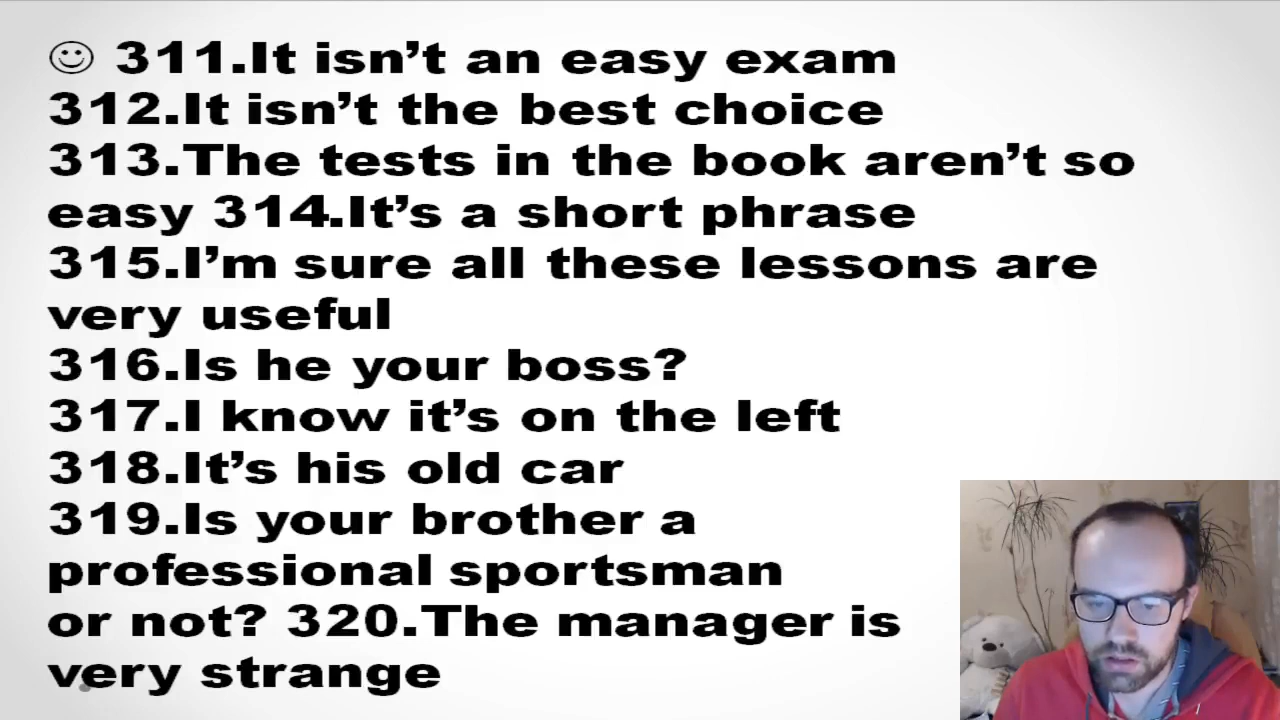 ☺ 311.It isn’t an easy exam
312.It isn’t the best choice
313.The tests in the book aren’t so
easy 314.It’s a short phrase
315.I’m sure all these lessons are
very useful
316.Is he your boss?
317.I know it’s on the left
318.It’s his old car
319.Is your brother a
professional sportsman
or not? 320.The manager is
very strange